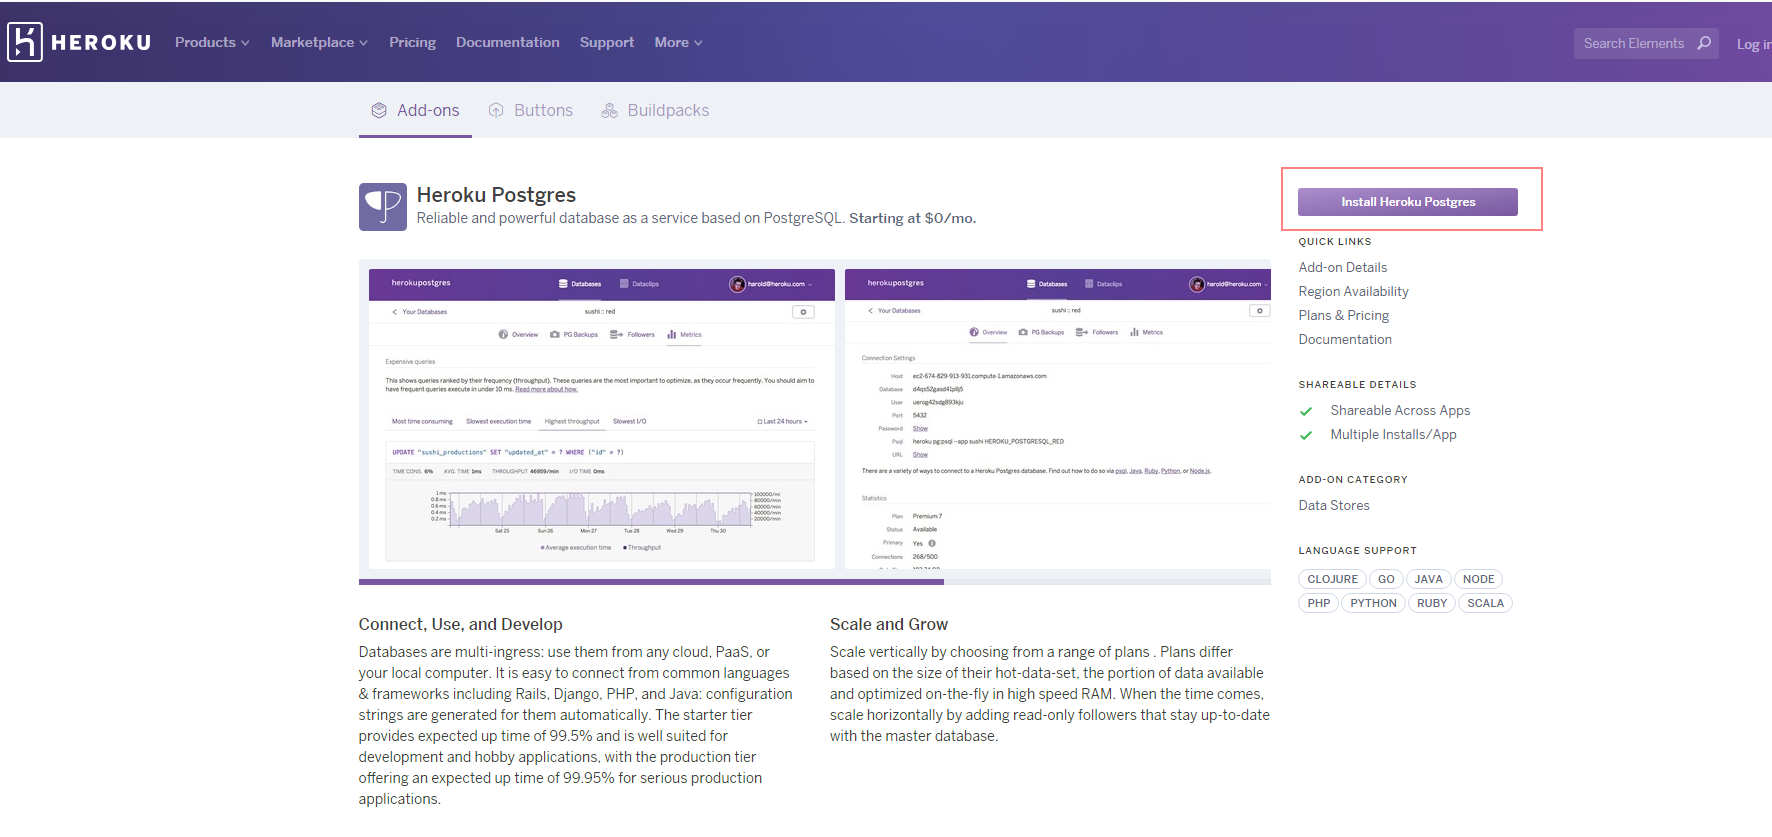 HEROKU
Products
Marketplace
Pricing
Documentation
Support
More
Search Elements
Log in
Add-ons
Buttons
Buildpacks
Heroku Postgres
Reliable and powerful database as a service based on PostgreSQL. Starting at $0/mo.
Install Heroku Postgres
herokupostgres
Databases
Dataclips
harold@heroku.com
Your Databases
sushi :: red
Overview
PG Backups
Followers
Metrics
Expensive queries
This shows queries ranked by their frequency (throughput). These queries are the most important to optimize, as they occur frequently. You should aim to
have frequent queries execute in under 10 ms. Read more about how.
Most time consuming
Slowest execution time
Highest throughput
Slowest I/O
Last 24 hours
UPDATE "sushi_productions" SET "updated_at" = ? WHERE ("id" = ?)
TIME CONS. 6% AVG. TIME 1ms THROUGHPUT 46959/min I/O TIME 0ms
1 ms
0.8 ms
0.6 ms
0.4 ms
0.2 ms
100000/mi
80000/min
60000/min
40000/min
20000/min
Sat 25 Sun 26 Mon 27 Tue 28 Wed 29 Thu 30
Average execution time Throughput
herokupostgres
Databases
Dataclips
harold@heroku.com
Your Databases
sushi :: red
Overview
PG Backups
Followers
Metrics
Connection Settings
Host ec2-674-829-913-931.compute-1.amazonaws.com
Database
User uerog42sdg893kju
Port 5432
Password Show
Psql heroku pg:psql --app sushi HEROKU_POSTGRESQL_RED
URL Show
There are a variety of ways to connect to a Heroku Postgres database. Find out how to do so via psql, Java, Ruby, Python, or Node.js.
Statistics
Plan Premium 7
Status Available
Primary Yes
Connections 268/500
QUICK LINKS
Add-on Details
Region Availability
Plans & Pricing
Documentation
SHAREABLE DETAILS
Shareable Across Apps
Multiple Installs/App
ADD-ON CATEGORY
Data Stores
LANGUAGE SUPPORT
CLOJURE GO JAVA NODE
PHP PYTHON RUBY SCALA
Connect, Use, and Develop
Databases are multi-ingress: use them from any cloud, PaaS, or
your local computer. It is easy to connect from common languages
& frameworks including Rails, Django, PHP, and Java: configuration
strings are generated for them automatically. The starter tier
provides expected up time of 99.5% and is well suited for
development and hobby applications, with the production tier
offering an expected up time of 99.95% for serious production
applications.
Scale and Grow
Scale vertically by choosing from a range of plans . Plans differ
based on the size of their hot-data-set, the portion of data available
and optimized on-the-fly in high speed RAM. When the time comes,
scale horizontally by adding read-only followers that stay up-to-date
with the master database.